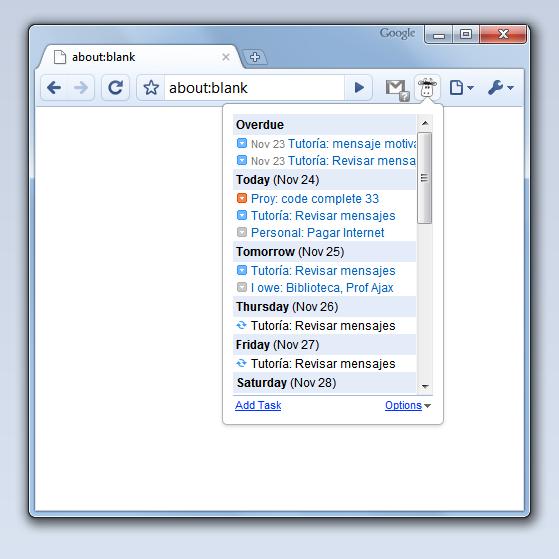 Google
about:blank
about:blank
Overdue
Nov 23 Tutoría: mensaje motiva
Nov 23 Tutoría: Revisar mensa
Today (Nov 24)
Proy: code complete 33
Tutoría: Revisar mensajes
Personal: Pagar Internet
Tomorrow (Nov 25)
Tutoría: Revisar mensajes
I owe: Biblioteca, Prof Ajax
Thursday (Nov 26)
Tutoría: Revisar mensajes
Friday (Nov 27)
Tutoría: Revisar mensajes
Saturday (Nov 28)
Add Task Options